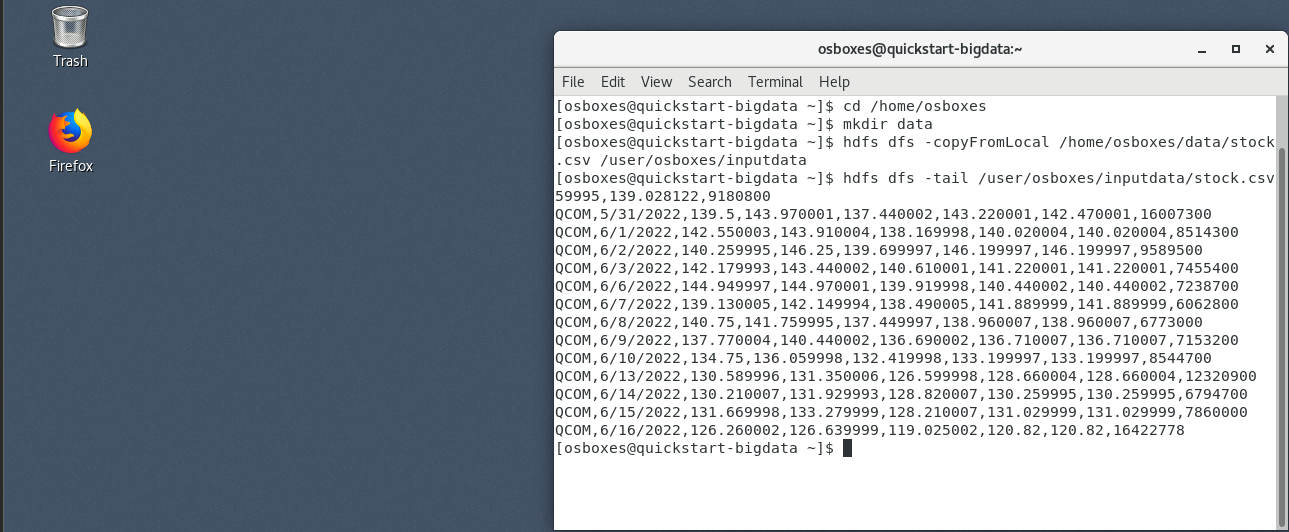 Trash
Firefox
osboxes@quickstart-bigdata:~
File Edit View Search Terminal Help
[osboxes@quickstart-bigdata ~]$ cd /home/osboxes
[osboxes@quickstart-bigdata ~]$ mkdir data
[osboxes@quickstart-bigdata ~]$ hdfs dfs -copyFromLocal /home/osboxes/data/stock
.csv /user/osboxes/inputdata
[osboxes@quickstart-bigdata ~]$ hdfs dfs -tail /user/osboxes/inputdata/stock.csv
59995,139.028122,9180800
QCOM,5/31/2022,139.5,143.970001,137.440002,143.220001,142.470001,16007300
QCOM,6/1/2022,142.550003,143.910004,138.169998,140.020004,140.020004,8514300
QCOM,6/2/2022,140.259995,146.25,139.699997,146.199997,146.199997,9589500
QCOM,6/3/2022,142.179993,143.440002,140.610001,141.220001,141.220001,7455400
QCOM,6/6/2022,144.949997,144.970001,139.919998,140.440002,140.440002,7238700
QCOM,6/7/2022,139.130005,142.149994,138.490005,141.889999,141.889999,6062800
QCOM,6/8/2022,140.75,141.759995,137.449997,138.960007,138.960007,6773000
QCOM,6/9/2022,137.770004,140.440002,136.690002,136.710007,136.710007,7153200
QCOM,6/10/2022,134.75,136.059998,132.419998,133.199997,133.199997,8544700
QCOM,6/13/2022,130.589996,131.350006,126.599998,128.660004,128.660004,12320900
QCOM,6/14/2022,130.210007,131.929993,128.820007,130.259995,130.259995,6794700
QCOM,6/15/2022,131.669998,133.279999,128.210007,131.029999,131.029999,7860000
QCOM,6/16/2022,126.260002,126.639999,119.025002,120.82,120.82,16422778
[osboxes@quickstart-bigdata ~]$